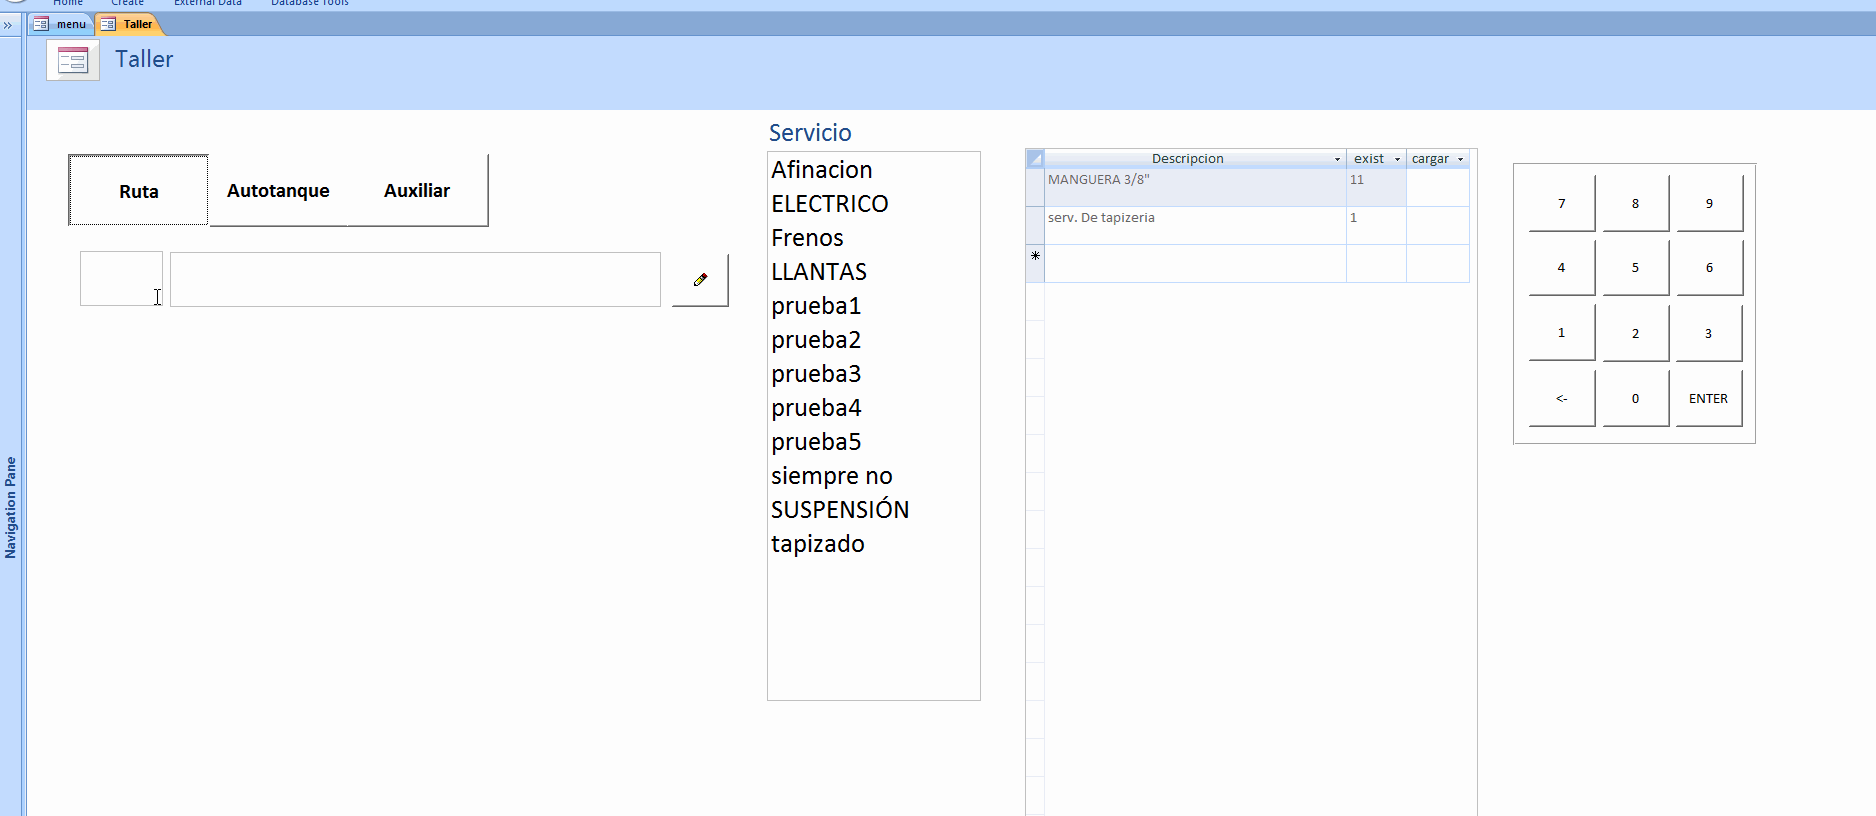 Home Create External Data Database Tools
» menu Taller
Taller
Navigation Pane
Ruta Autotanque Auxiliar
Servicio
Afinacion
ELECTRICO
Frenos
LLANTAS
prueba1
prueba2
prueba3
prueba4
prueba5
siempre no
SUSPENSIÓN
tapizado
Descripcion exist cargar
MANGUERA 3/8" 11
serv. De tapizeria 1
*
7 8 9
4 5 6
1 2 3
<- 0 ENTER